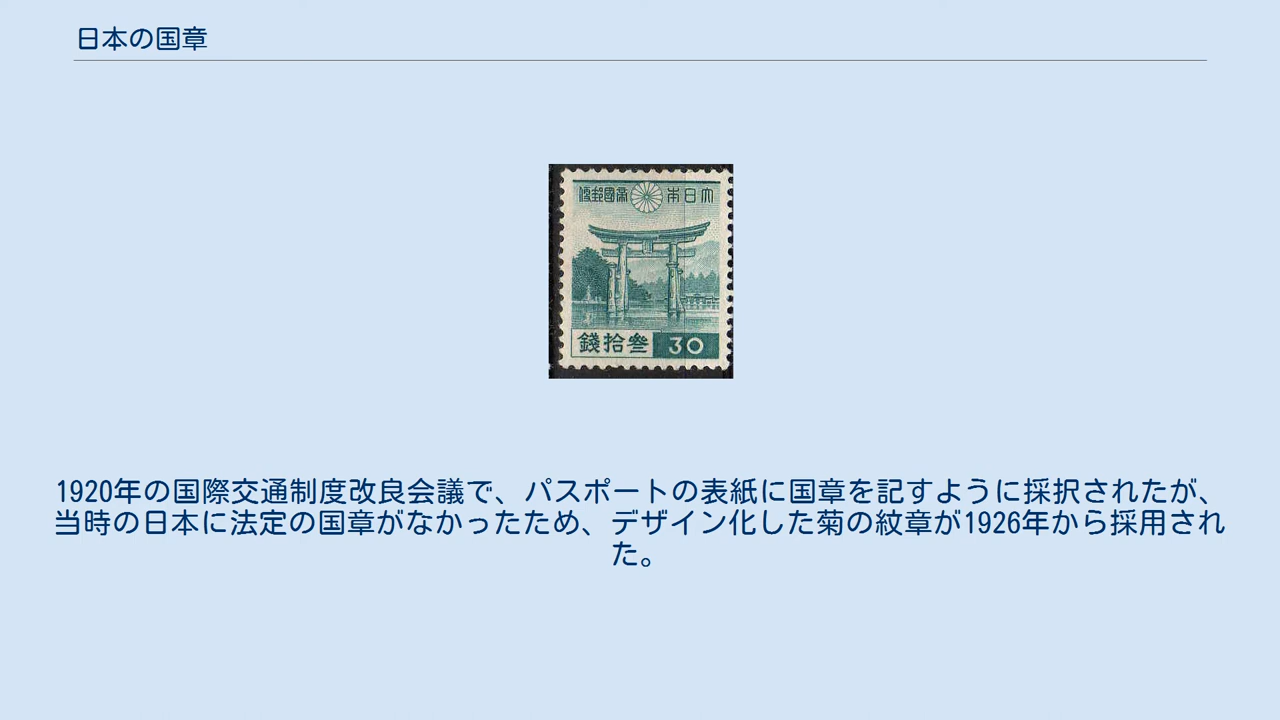 日本の国章
便郵國帝 本日大
錢拾叁 30
1920年の国際交通制度改良会議で、パスポートの表紙に国章を記すように採択されたが、
当時の日本に法定の国章がなかったため、デザイン化した菊の紋章が1926年から採用され
た。